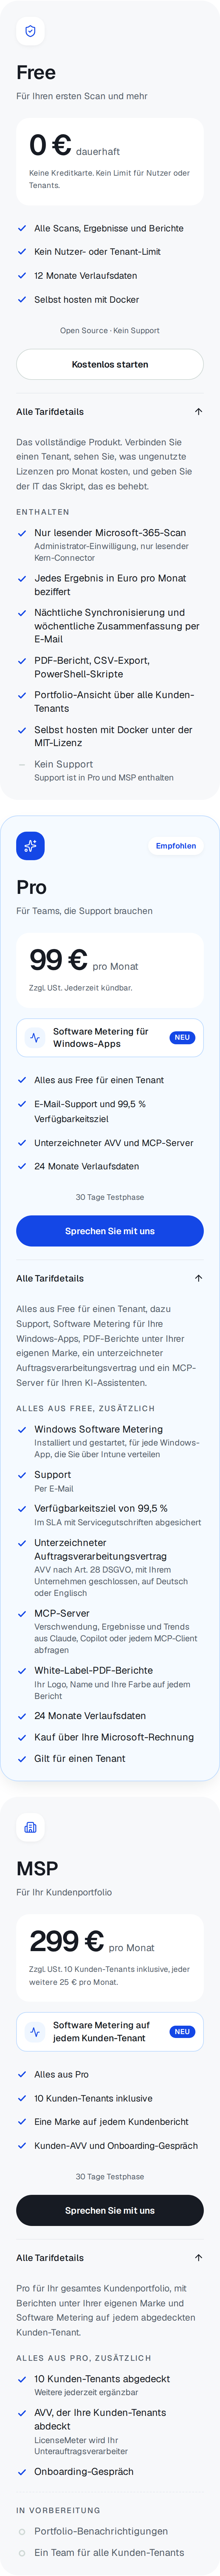 Free
Für Ihren ersten Scan und mehr
0 € dauerhaft
Keine Kreditkarte. Kein Limit für Nutzer oder
Tenants.
Alle Scans, Ergebnisse und Berichte
Kein Nutzer- oder Tenant-Limit
12 Monate Verlaufsdaten
Selbst hosten mit Docker
Open Source · Kein Support
Kostenlos starten
Alle Tarifdetails
Das vollständige Produkt. Verbinden Sie
einen Tenant, sehen Sie, was ungenutzte
Lizenzen pro Monat kosten, und geben Sie
der IT das Skript, das es behebt.
ENTHALTEN
Nur lesender Microsoft-365-Scan
Administrator-Einwilligung, nur lesender
Kern-Connector
Jedes Ergebnis in Euro pro Monat
beziffert
Nächtliche Synchronisierung und
wöchentliche Zusammenfassung per
E-Mail
PDF-Bericht, CSV-Export,
PowerShell-Skripte
Portfolio-Ansicht über alle Kunden-
Tenants
Selbst hosten mit Docker unter der
MIT-Lizenz
Kein Support
Support ist in Pro und MSP enthalten
Empfohlen
Pro
Für Teams, die Support brauchen
99 € pro Monat
Zzgl. USt. Jederzeit kündbar.
Software Metering für
Windows-Apps
NEU
Alles aus Free für einen Tenant
E-Mail-Support und 99,5 %
Verfügbarkeitsziel
Unterzeichneter AVV und MCP-Server
24 Monate Verlaufsdaten
30 Tage Testphase
Sprechen Sie mit uns
Alle Tarifdetails
Alles aus Free für einen Tenant, dazu
Support, Software Metering für Ihre
Windows-Apps, PDF-Berichte unter Ihrer
eigenen Marke, ein unterzeichneter
Auftragsverarbeitungsvertrag und ein MCP-
Server für Ihren KI-Assistenten.
ALLES AUS FREE, ZUSÄTZLICH
Windows Software Metering
Installiert und gestartet, für jede Windows-
App, die Sie über Intune verteilen
Support
Per E-Mail
Verfügbarkeitsziel von 99,5 %
Im SLA mit Servicegutschriften abgesichert
Unterzeichneter
Auftragsverarbeitungsvertrag
AVV nach Art. 28 DSGVO, mit Ihrem
Unternehmen geschlossen, auf Deutsch
oder Englisch
MCP-Server
Verschwendung, Ergebnisse und Trends
aus Claude, Copilot oder jedem MCP-Client
abfragen
White-Label-PDF-Berichte
Ihr Logo, Name und Ihre Farbe auf jedem
Bericht
24 Monate Verlaufsdaten
Kauf über Ihre Microsoft-Rechnung
Gilt für einen Tenant
MSP
Für Ihr Kundenportfolio
299 € pro Monat
Zzgl. USt. 10 Kunden-Tenants inklusive, jeder
weitere 25 € pro Monat.
Software Metering auf
jedem Kunden-Tenant
NEU
Alles aus Pro
10 Kunden-Tenants inklusive
Eine Marke auf jedem Kundenbericht
Kunden-AVV und Onboarding-Gespräch
30 Tage Testphase
Sprechen Sie mit uns
Alle Tarifdetails
Pro für Ihr gesamtes Kundenportfolio, mit
Berichten unter Ihrer eigenen Marke und
Software Metering auf jedem abgedeckten
Kunden-Tenant.
ALLES AUS PRO, ZUSÄTZLICH
10 Kunden-Tenants abgedeckt
Weitere jederzeit ergänzbar
AVV, der Ihre Kunden-Tenants
abdeckt
LicenseMeter wird Ihr
Unterauftragsverarbeiter
Onboarding-Gespräch
IN VORBEREITUNG
Portfolio-Benachrichtigungen
Ein Team für alle Kunden-Tenants